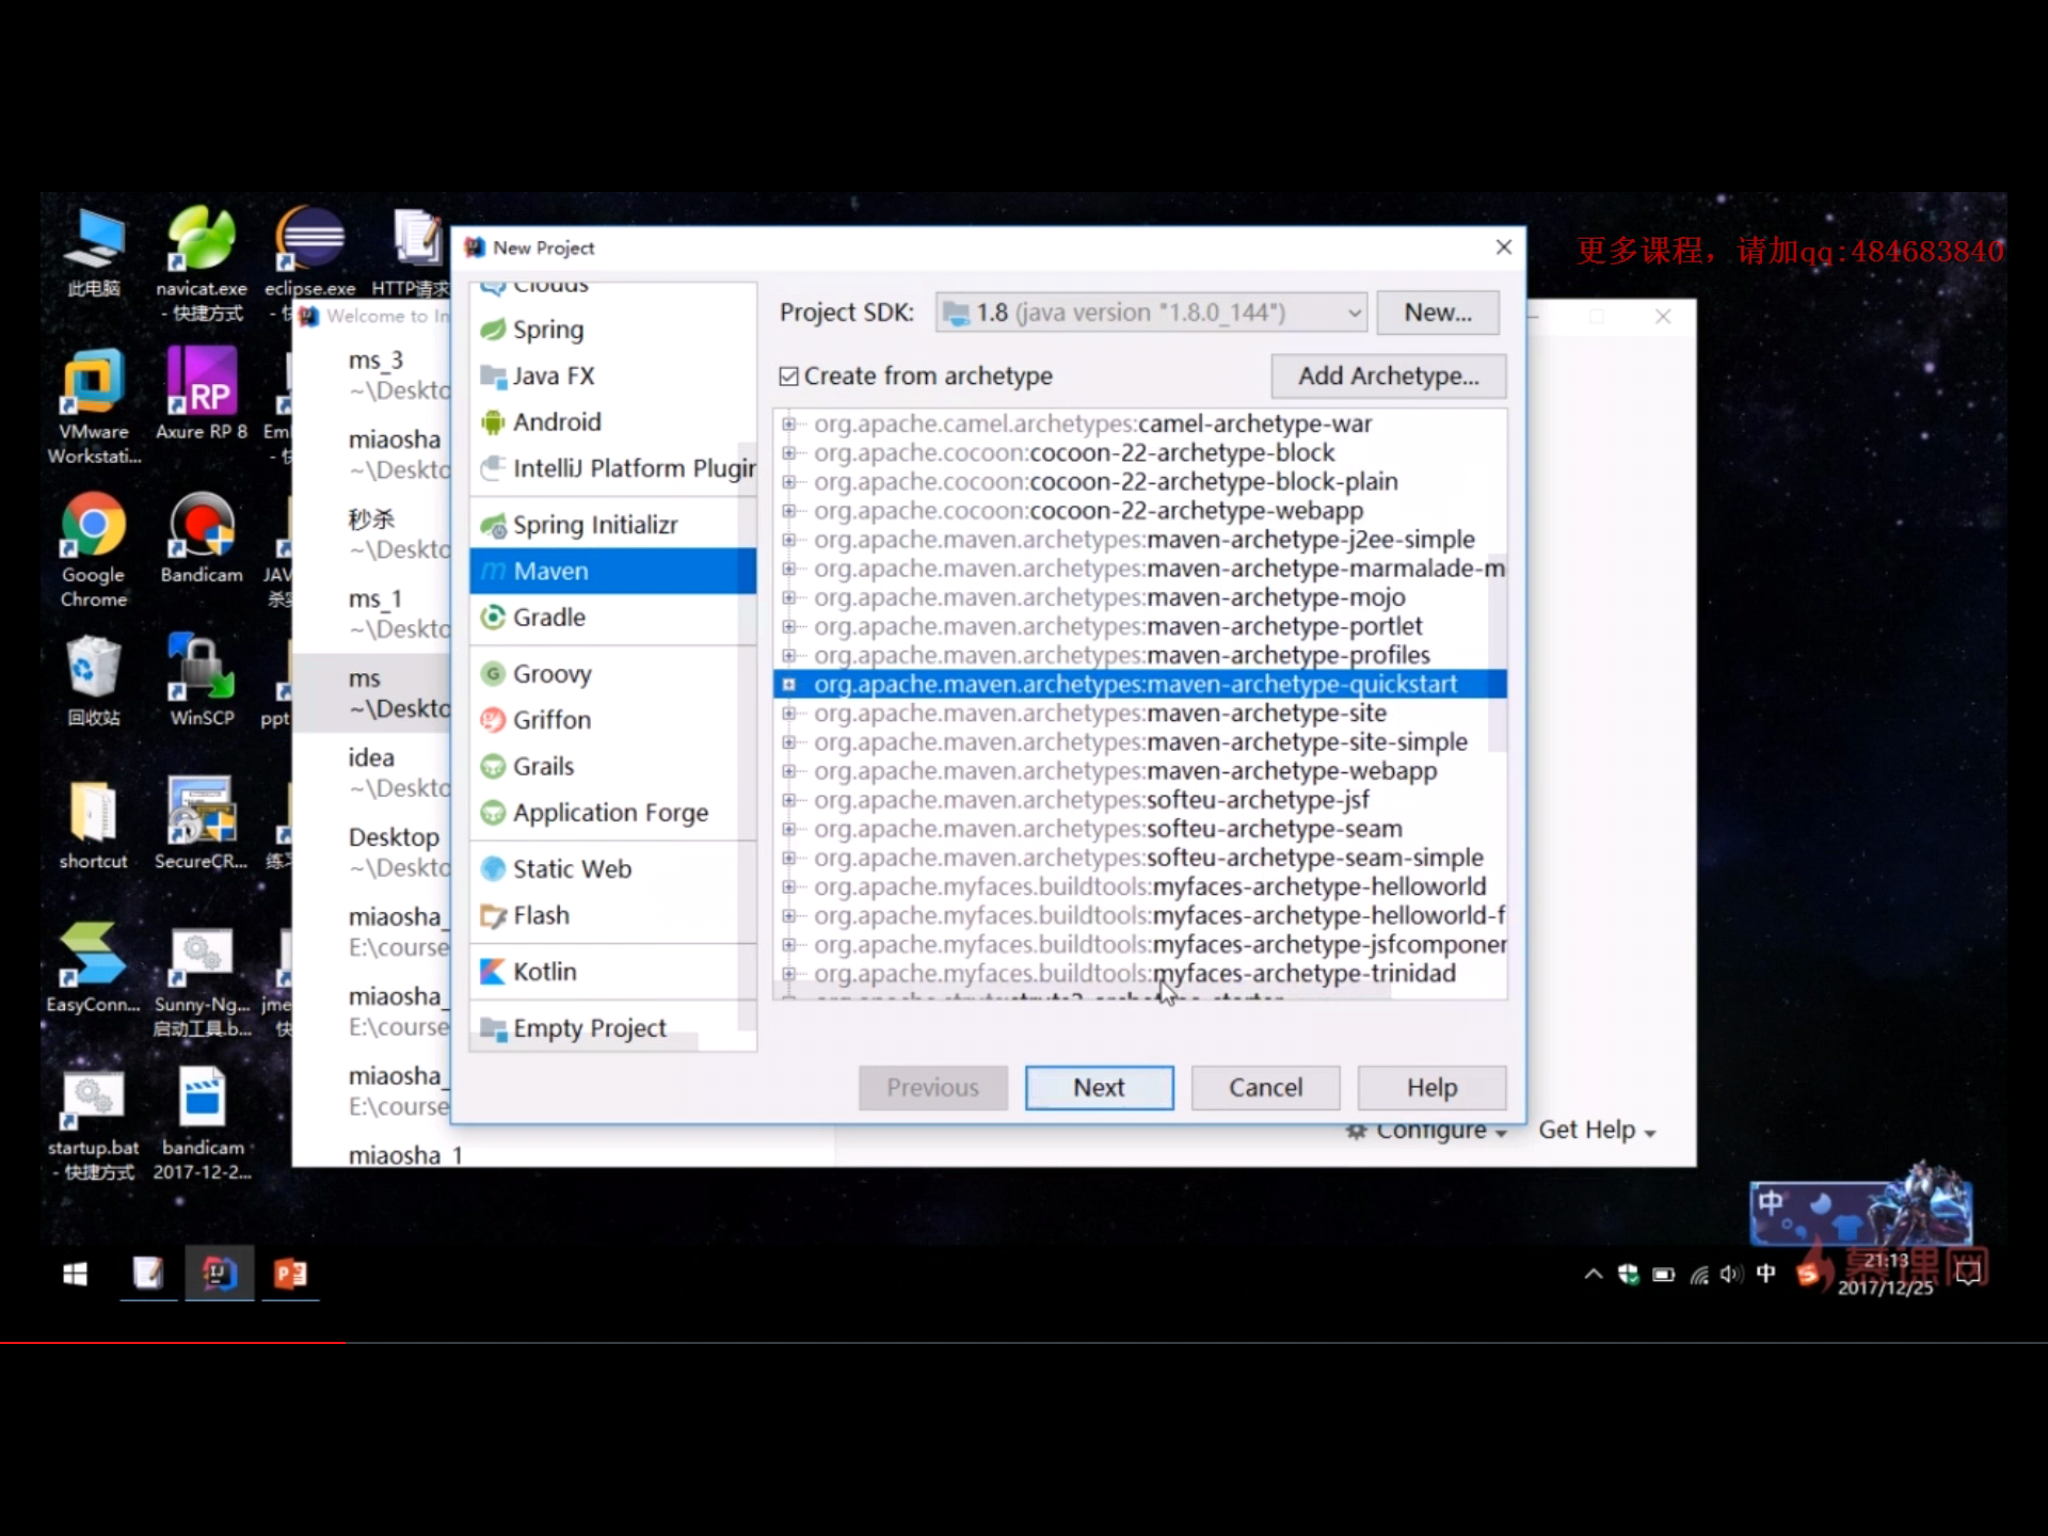 更多课程，请加qq:484683840
此电脑
navicat.exe
- 快捷方式
eclipse.exe
HTTP请求
VMware
Workstati...
Axure RP 8
Google
Chrome
Bandicam
回收站
WinSCP
ppt
shortcut
SecureCR...
EasyConn...
Sunny-Ng...
启动工具.b...
startup.bat
- 快捷方式
bandicam
2017-12-2...
Welcome to In
ms_3
~\Deskto
miaosha
~\Deskto
秒杀
~\Deskto
ms_1
~\Deskto
ms
~\Deskto
idea
~\Deskto
Desktop
~\Deskto
miaosha_
E:\course
miaosha_
E:\course
miaosha_
E:\course
miaosha_1
New Project
Clouds
Spring
Java FX
Android
IntelliJ Platform Plugin
Spring Initializr
Maven
Gradle
Groovy
Griffon
Grails
Application Forge
Static Web
Flash
Kotlin
Empty Project
Project SDK: 1.8 (java version "1.8.0_144") New...
Create from archetype Add Archetype...
org.apache.camel.archetypes:camel-archetype-war
org.apache.cocoon:cocoon-22-archetype-block
org.apache.cocoon:cocoon-22-archetype-block-plain
org.apache.cocoon:cocoon-22-archetype-webapp
org.apache.maven.archetypes:maven-archetype-j2ee-simple
org.apache.maven.archetypes:maven-archetype-marmalade-m
org.apache.maven.archetypes:maven-archetype-mojo
org.apache.maven.archetypes:maven-archetype-portlet
org.apache.maven.archetypes:maven-archetype-profiles
org.apache.maven.archetypes:maven-archetype-quickstart
org.apache.maven.archetypes:maven-archetype-site
org.apache.maven.archetypes:maven-archetype-site-simple
org.apache.maven.archetypes:maven-archetype-webapp
org.apache.maven.archetypes:softeu-archetype-jsf
org.apache.maven.archetypes:softeu-archetype-seam
org.apache.maven.archetypes:softeu-archetype-seam-simple
org.apache.myfaces.buildtools:myfaces-archetype-helloworld
org.apache.myfaces.buildtools:myfaces-archetype-helloworld-f
org.apache.myfaces.buildtools:myfaces-archetype-jsfcomponen
org.apache.myfaces.buildtools:myfaces-archetype-trinidad
Previous Next Cancel Help
Configure Get Help
中
中
慕课网
21:13
2017/12/25